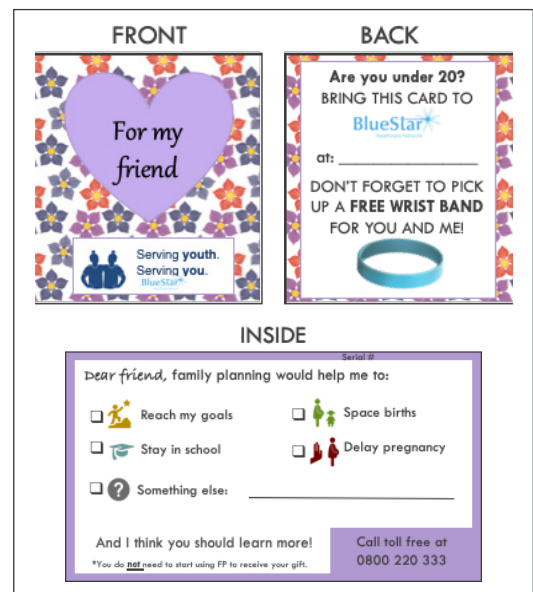 FRONT
BACK
For my
friend
Serving youth.
Serving you.
BlueStar
Are you under 20?
BRING THIS CARD TO
BlueStar
Healthcare Network
at: ____________________
DON'T FORGET TO PICK
UP A FREE WRIST BAND
FOR YOU AND ME!
INSIDE
Serial #
Dear friend, family planning would help me to:
Reach my goals
Space births
Stay in school
Delay pregnancy
? Something else: ____________________
And I think you should learn more!
*You do not need to start using FP to receive your gift.
Call toll free at
0800 220 333